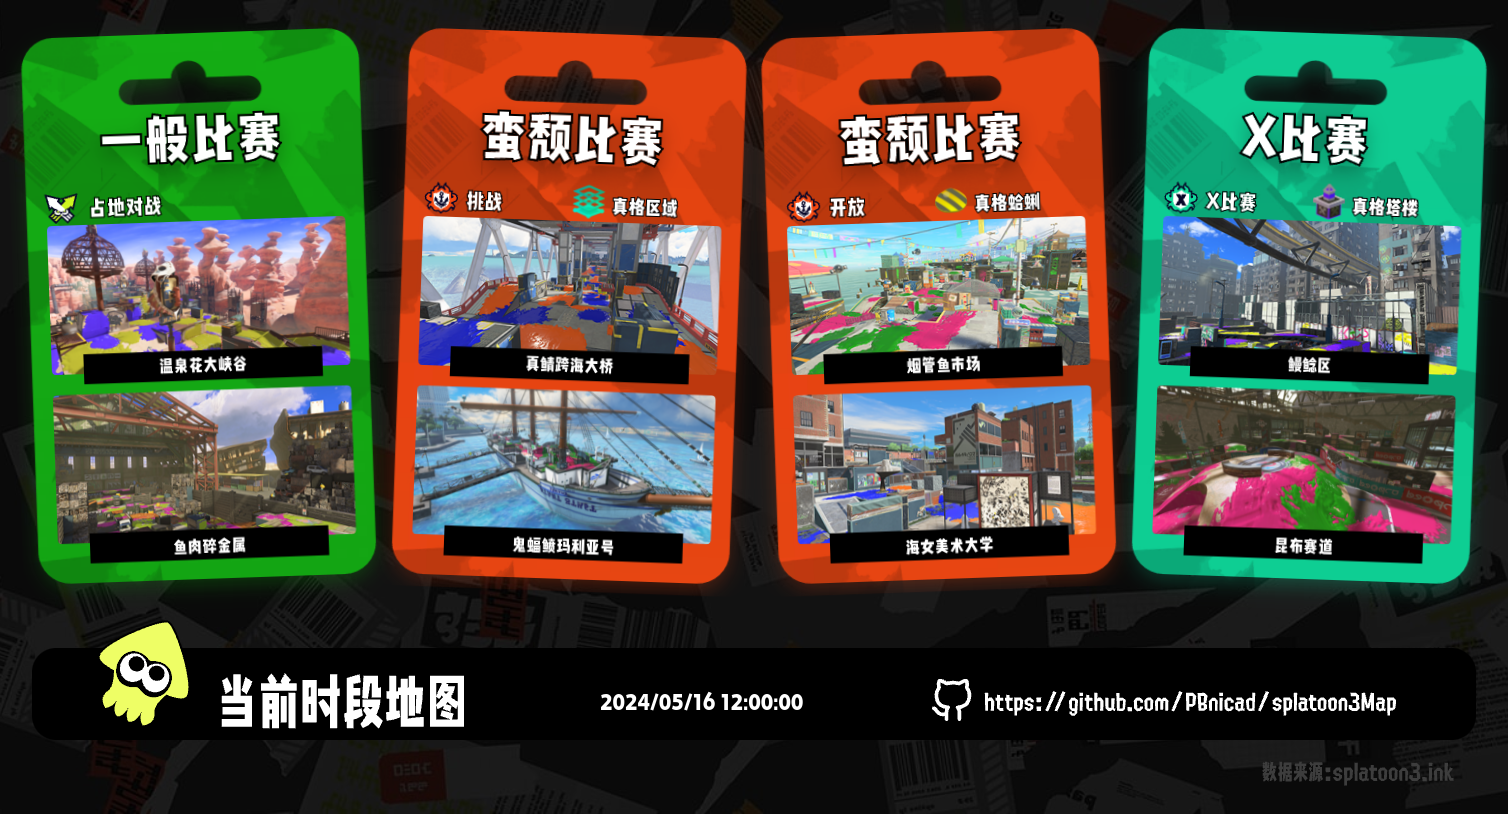 一般比赛
占地对战
温泉花大峡谷
鱼肉碎金属
蛮颓比赛
挑战
真格区域
真鲭跨海大桥
鬼蝠鲼玛利亚号
蛮颓比赛
开放
真格蛤蜊
烟管鱼市场
海女美术大学
X比赛
X比赛
真格塔楼
鳗鲶区
昆布赛道
当前时段地图
2024/05/16 12:00:00
https://github.com/PBnicad/splatoon3Map
数据来源:splatoon3.ink